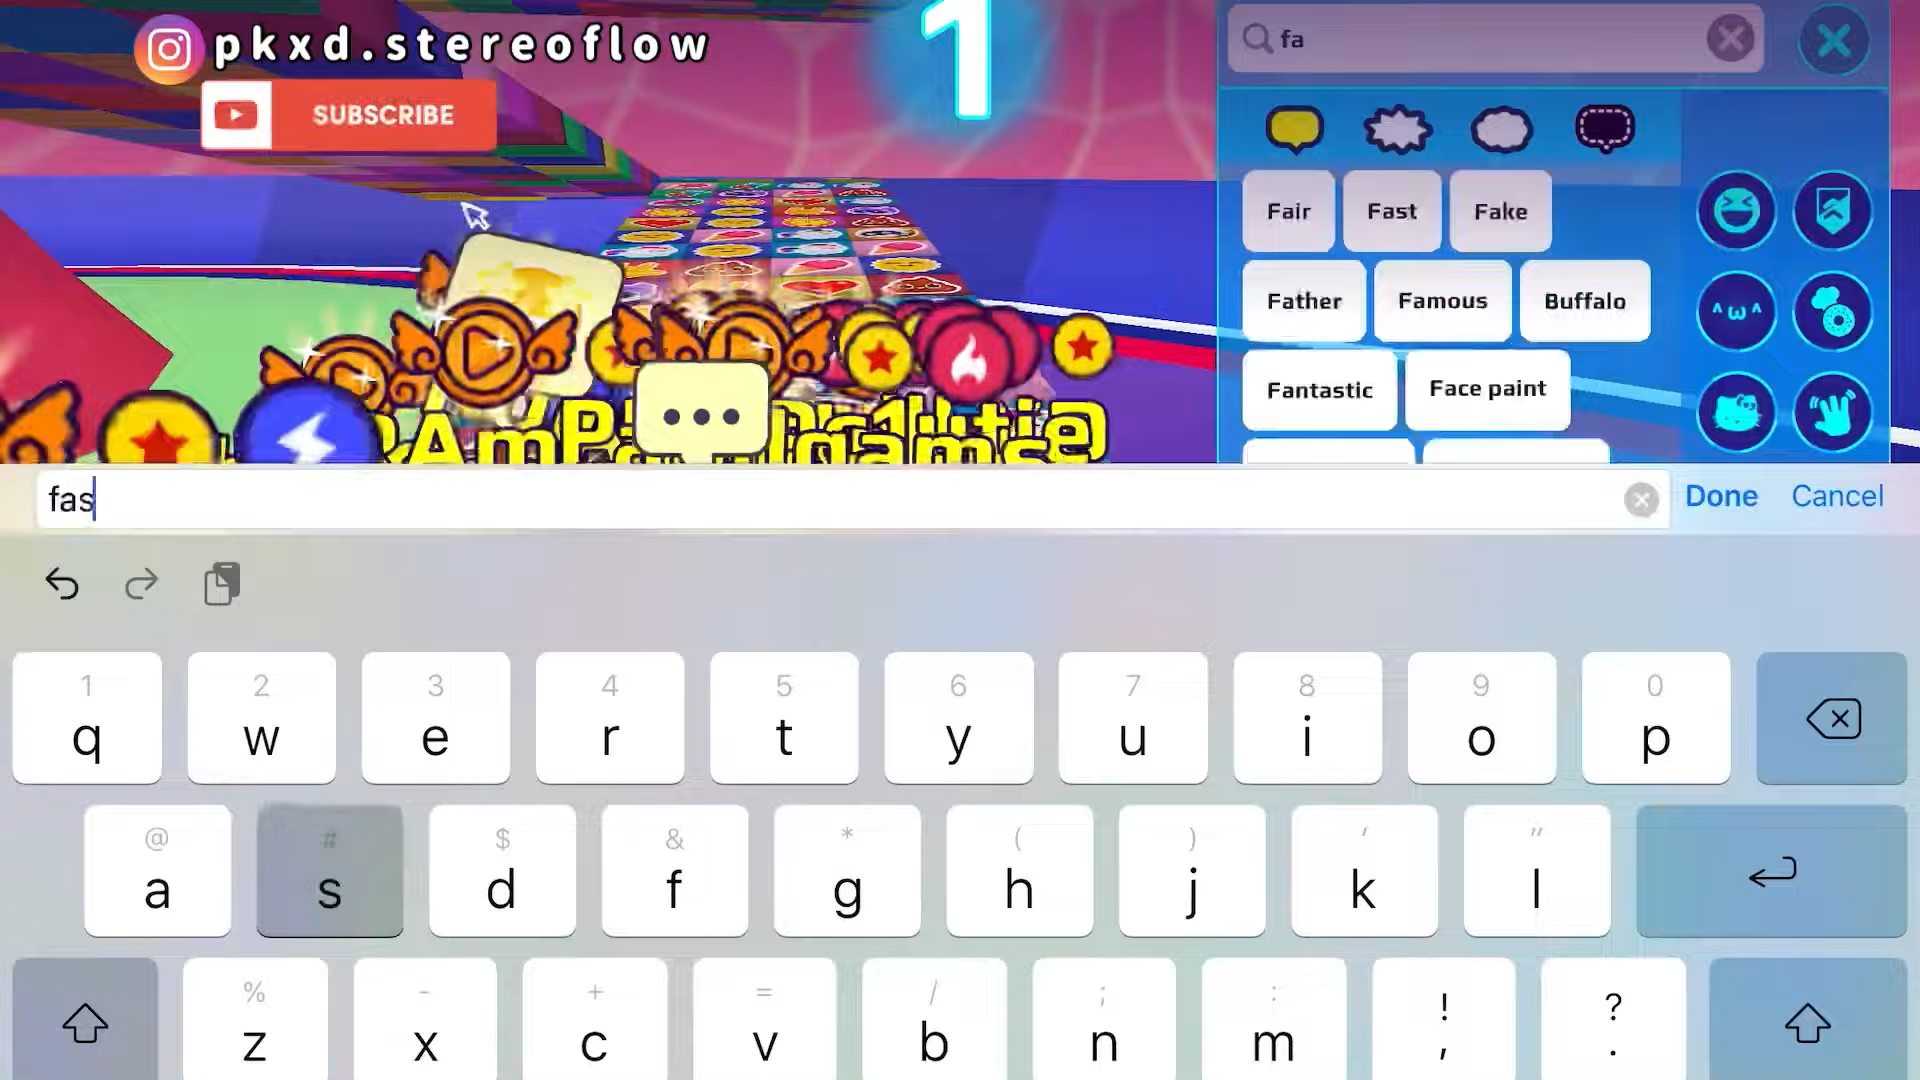 pkxd.stereoflow
SUBSCRIBE
1
fa
Fair Fast Fake
Father Famous Buffalo
Fantastic Face paint
^ω^
fas
Done Cancel
1 2 3 4 5 6 7 8 9 0
q w e r t y u i o p
@ # $ & * ( ) ' "
a s d f g h j k l
% - + = / ; : ! ?
z x c v b n m , .